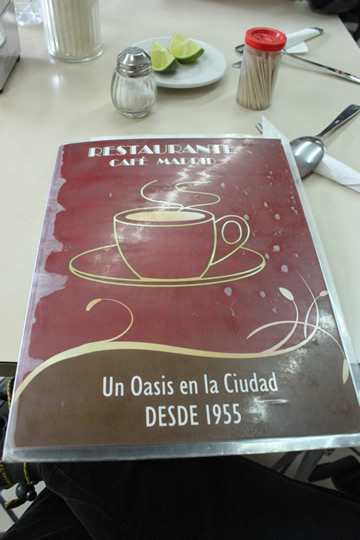 RESTAURANTE
CAFÉ MADRID
Un Oasis en la Ciudad
DESDE 1955